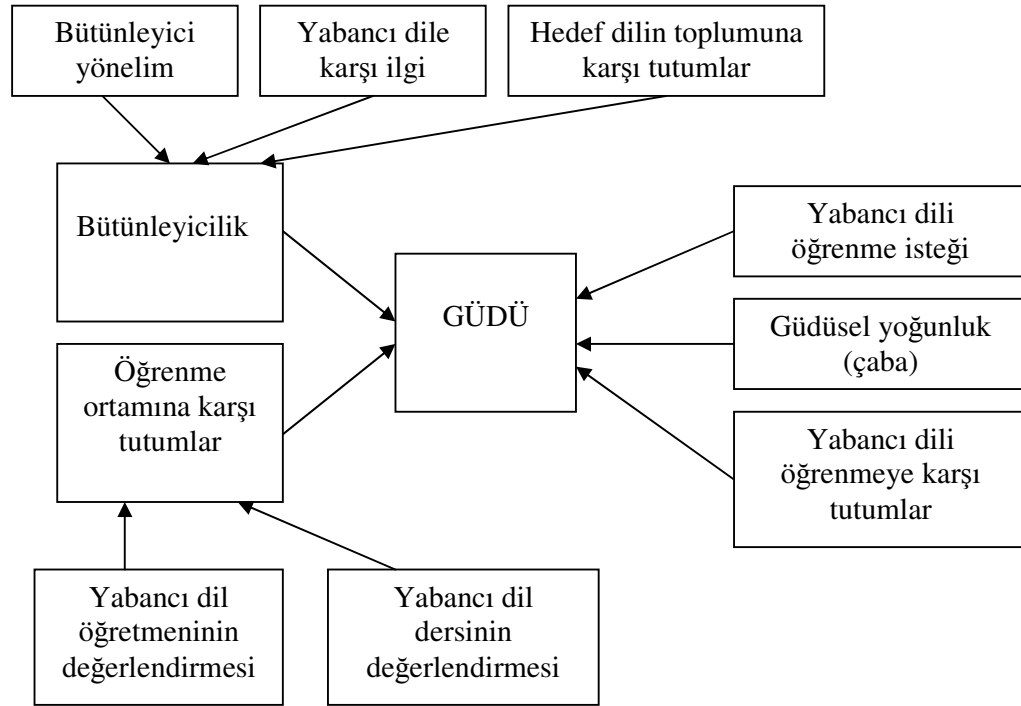 Bütünleyici
yönelim
Yabancı dile
karşı ilgi
Hedef dilin toplumuna
karşı tutumlar
Bütünleyicilik
GÜDÜ
Yabancı dili
öğrenme isteği
Güdüsel yoğunluk
(çaba)
Öğrenme
ortamına karşı
tutumlar
Yabancı dili
öğrenmeye karşı
tutumlar
Yabancı dil
öğretmeninin
değerlendirmesi
Yabancı dil
dersinin
değerlendirmesi